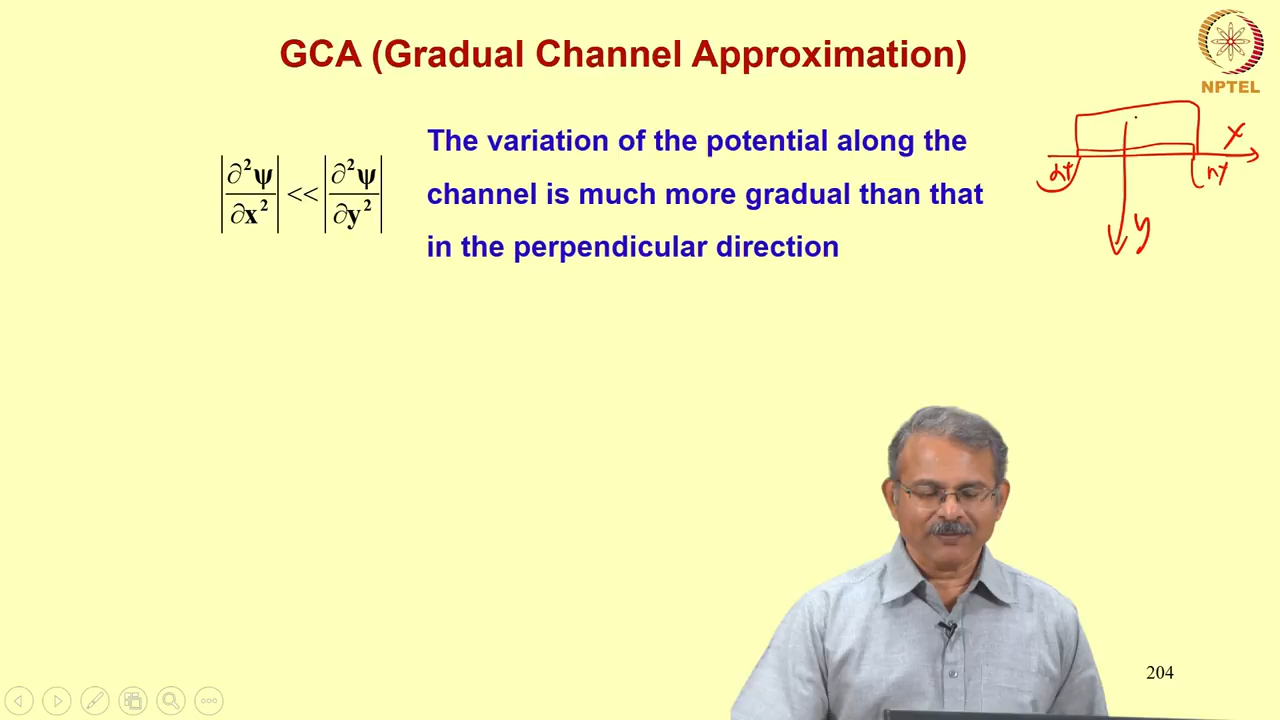 GCA (Gradual Channel Approximation)
NPTEL
|∂²ψ/∂x²| << |∂²ψ/∂y²|
The variation of the potential along the
channel is much more gradual than that
in the perpendicular direction
x
n+
n+
y
204